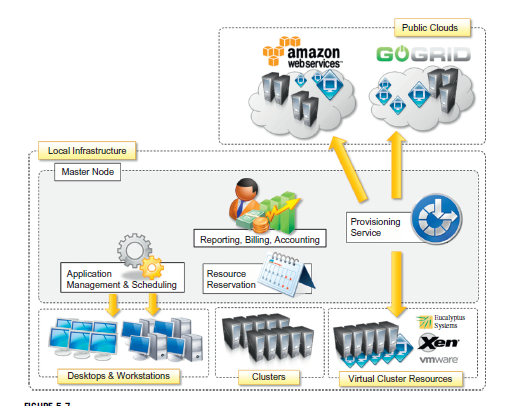 Public Clouds
amazon
webservices™
GOGRID
Local Infrastructure
Master Node
Reporting, Billing, Accounting
Provisioning
Service
Application
Management & Scheduling
Resource
Reservation
Desktops & Workstations
Clusters
Virtual Cluster Resources
Eucalyptus
Systems
Xen
vmware
FIGURE 5.7